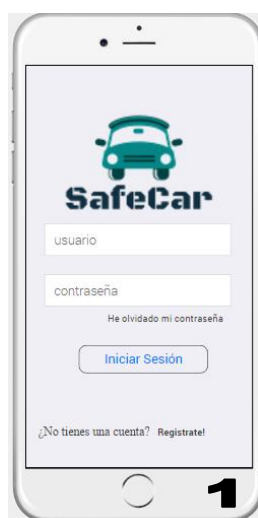 SafeCar
usuario
contraseña
He olvidado mi contraseña
Iniciar Sesión
¿No tienes una cuenta? Registrate!
1